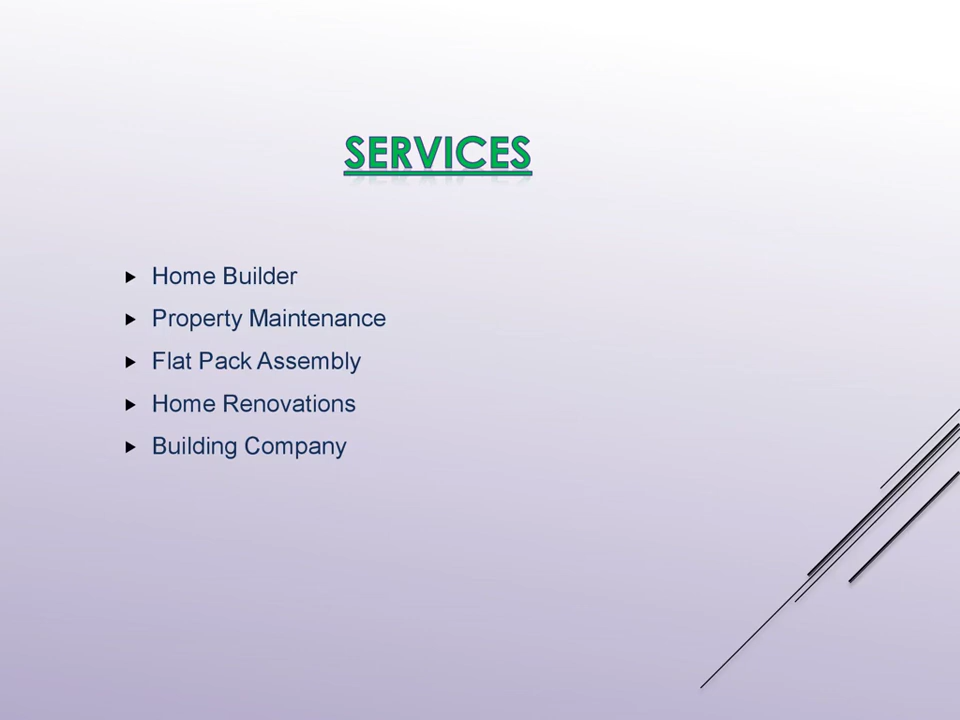 SERVICES
Home Builder
Property Maintenance
Flat Pack Assembly
Home Renovations
Building Company